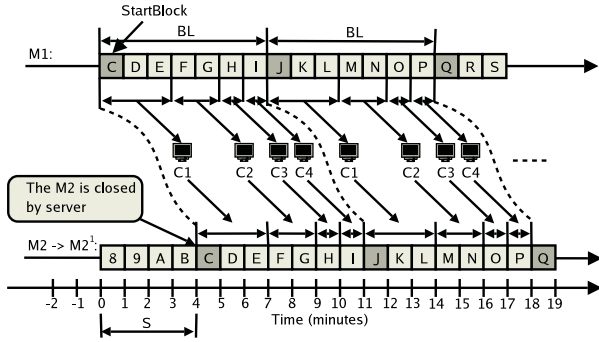 StartBlock
BL BL
M1: C D E F G H I J K L M N O P Q R S
C1 C2 C3 C4 C1 C2 C3 C4
The M2 is closed
by server
M2 -> M2¹: 8 9 A B C D E F G H I J K L M N O P Q
-2 -1 0 1 2 3 4 5 6 7 8 9 10 11 12 13 14 15 16 17 18 19
S Time (minutes)